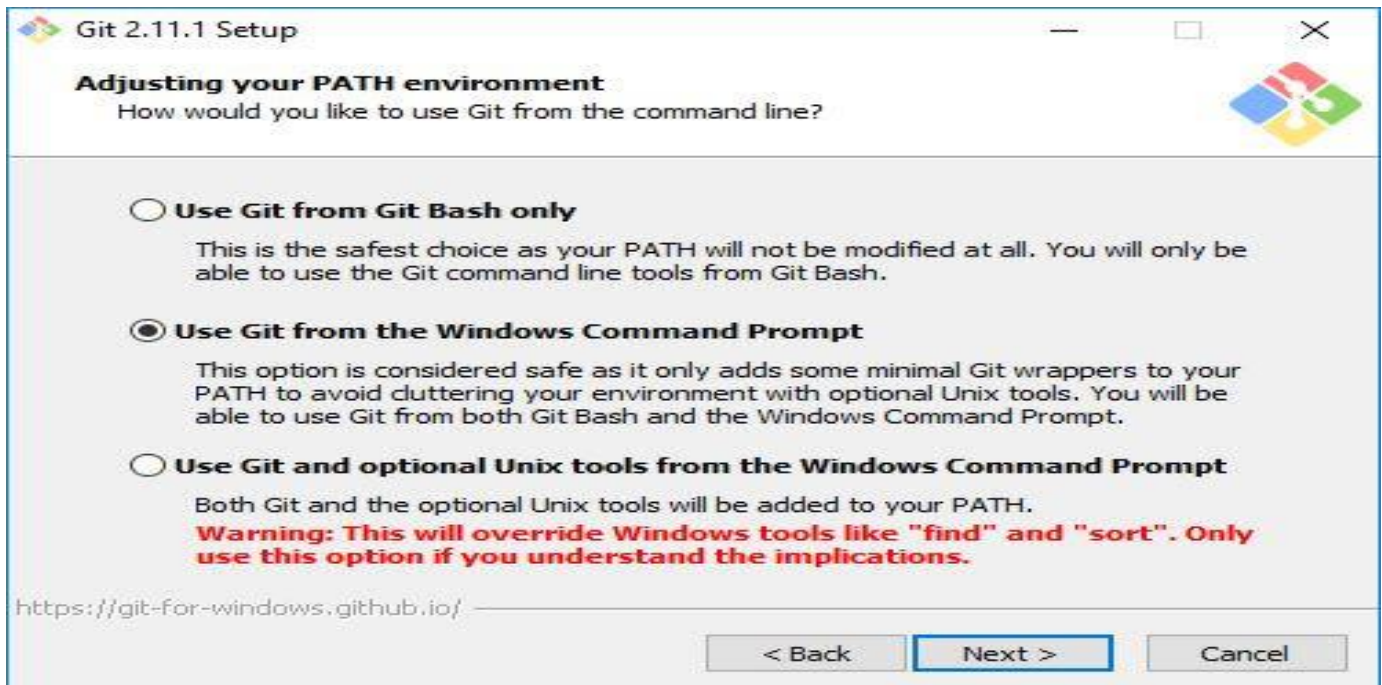 Git 2.11.1 Setup
Adjusting your PATH environment
How would you like to use Git from the command line?
Use Git from Git Bash only
This is the safest choice as your PATH will not be modified at all. You will only be
able to use the Git command line tools from Git Bash.
Use Git from the Windows Command Prompt
This option is considered safe as it only adds some minimal Git wrappers to your
PATH to avoid cluttering your environment with optional Unix tools. You will be
able to use Git from both Git Bash and the Windows Command Prompt.
Use Git and optional Unix tools from the Windows Command Prompt
Both Git and the optional Unix tools will be added to your PATH.
Warning: This will override Windows tools like "find" and "sort". Only
use this option if you understand the implications.
https://git-for-windows.github.io/
< Back Next > Cancel